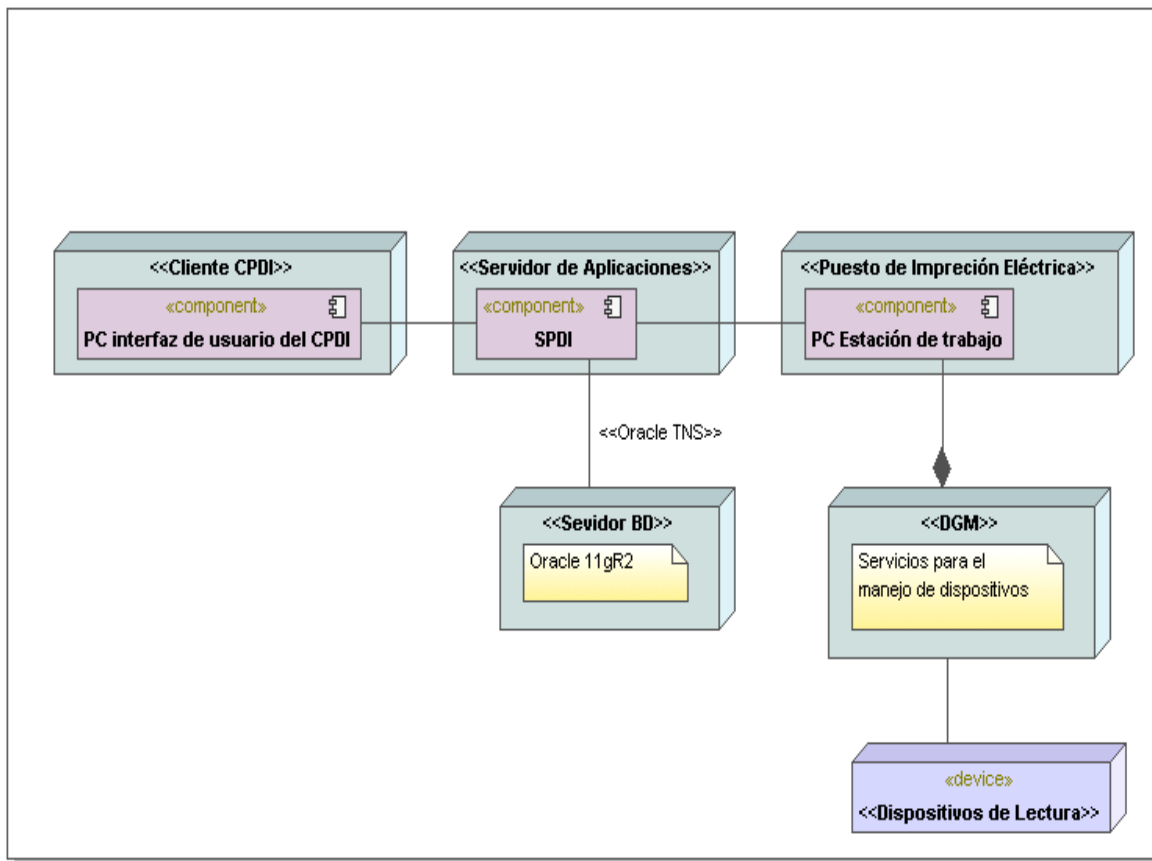 <<Cliente CPDI>>
«component»
PC interfaz de usuario del CPDI
<<Servidor de Aplicaciones>>
«component»
SPDI
<<Puesto de Impreción Eléctrica>>
«component»
PC Estación de trabajo
<<Oracle TNS>>
<<Sevidor BD>>
Oracle 11gR2
<<DGM>>
Servicios para el
manejo de dispositivos
«device»
<<Dispositivos de Lectura>>